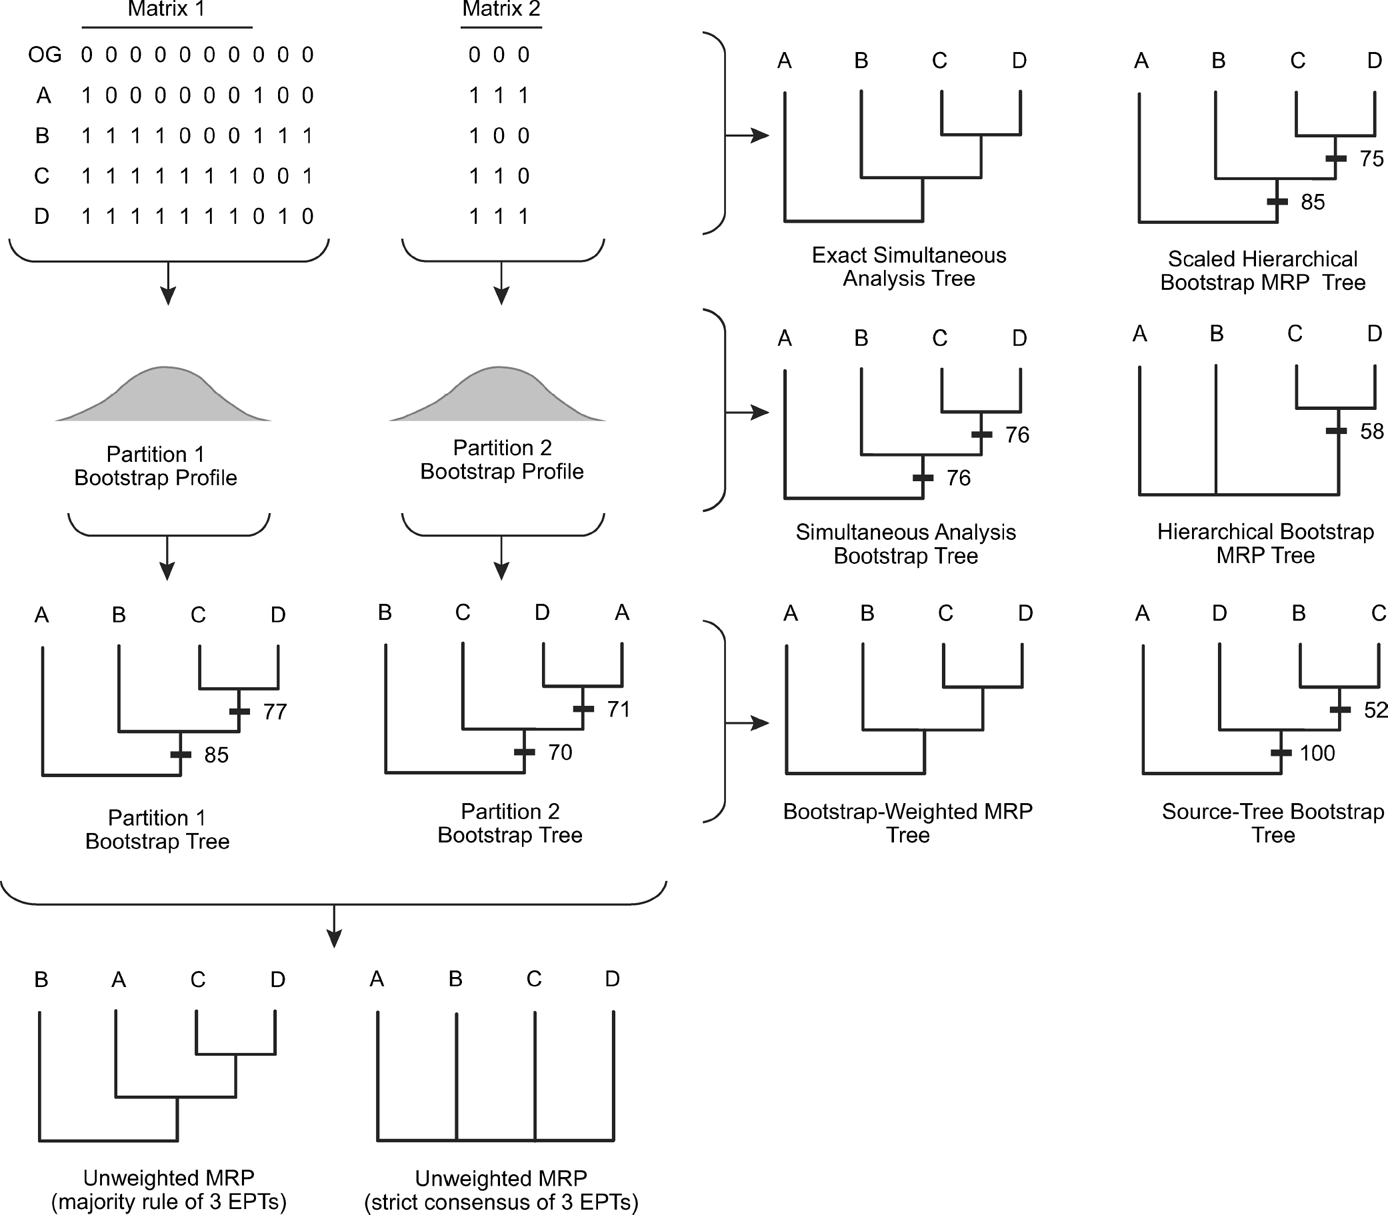 Matrix 1
Matrix 2
OG 0 0 0 0 0 0 0 0 0 0 0 0 0
A 1 0 0 0 0 0 0 1 0 0 1 1 1
B 1 1 1 1 0 0 0 1 1 1 1 0 0
C 1 1 1 1 1 1 1 0 0 1 1 1 0
D 1 1 1 1 1 1 1 0 1 0 1 1 1
A B C D
Exact Simultaneous
Analysis Tree
A B C D
75
85
Scaled Hierarchical
Bootstrap MRP Tree
Partition 1
Bootstrap Profile
Partition 2
Bootstrap Profile
A B C D
76
76
Simultaneous Analysis
Bootstrap Tree
A B C D
58
Hierarchical Bootstrap
MRP Tree
A B C D
77
85
Partition 1
Bootstrap Tree
B C D A
71
70
Partition 2
Bootstrap Tree
A B C D
Bootstrap-Weighted MRP
Tree
A D B C
52
100
Source-Tree Bootstrap
Tree
B A C D
Unweighted MRP
(majority rule of 3 EPTs)
A B C D
Unweighted MRP
(strict consensus of 3 EPTs)